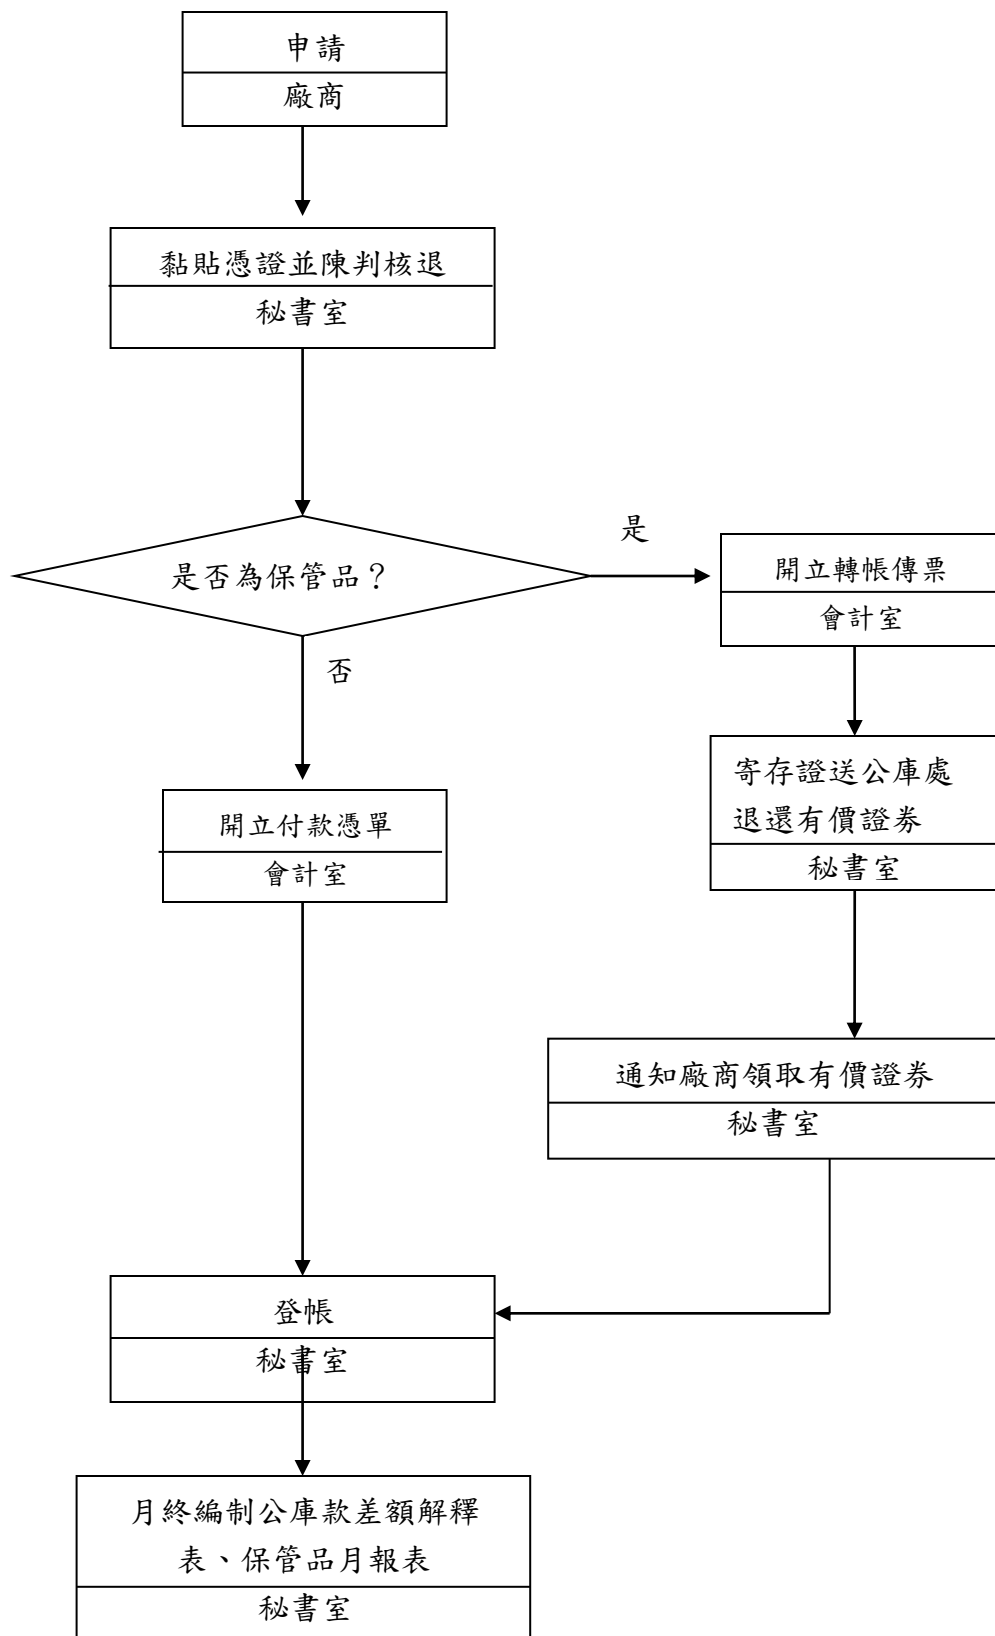 申請
廠商
黏貼憑證並陳判核退
秘書室
是否為保管品？
是
開立轉帳傳票
會計室
否
寄存證送公庫處
退還有價證券
秘書室
開立付款憑單
會計室
通知廠商領取有價證券
秘書室
登帳
秘書室
月終編制公庫款差額解釋
表、保管品月報表
秘書室